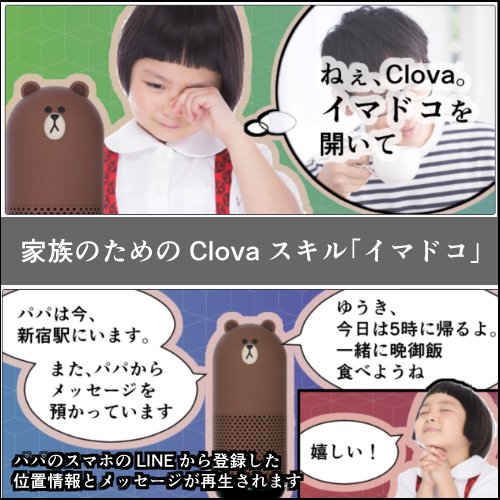 ねぇ、Clova。
イマドコを
開いて
家族のための Clova スキル「イマドコ」
パパは今、
新宿駅にいます。
また、パパから
メッセージを
預かっています
ゆうき、
今日は5時に帰るよ。
一緒に晩御飯
食べようね
嬉しい！
パパのスマホの LINE から登録した
位置情報とメッセージが再生されます